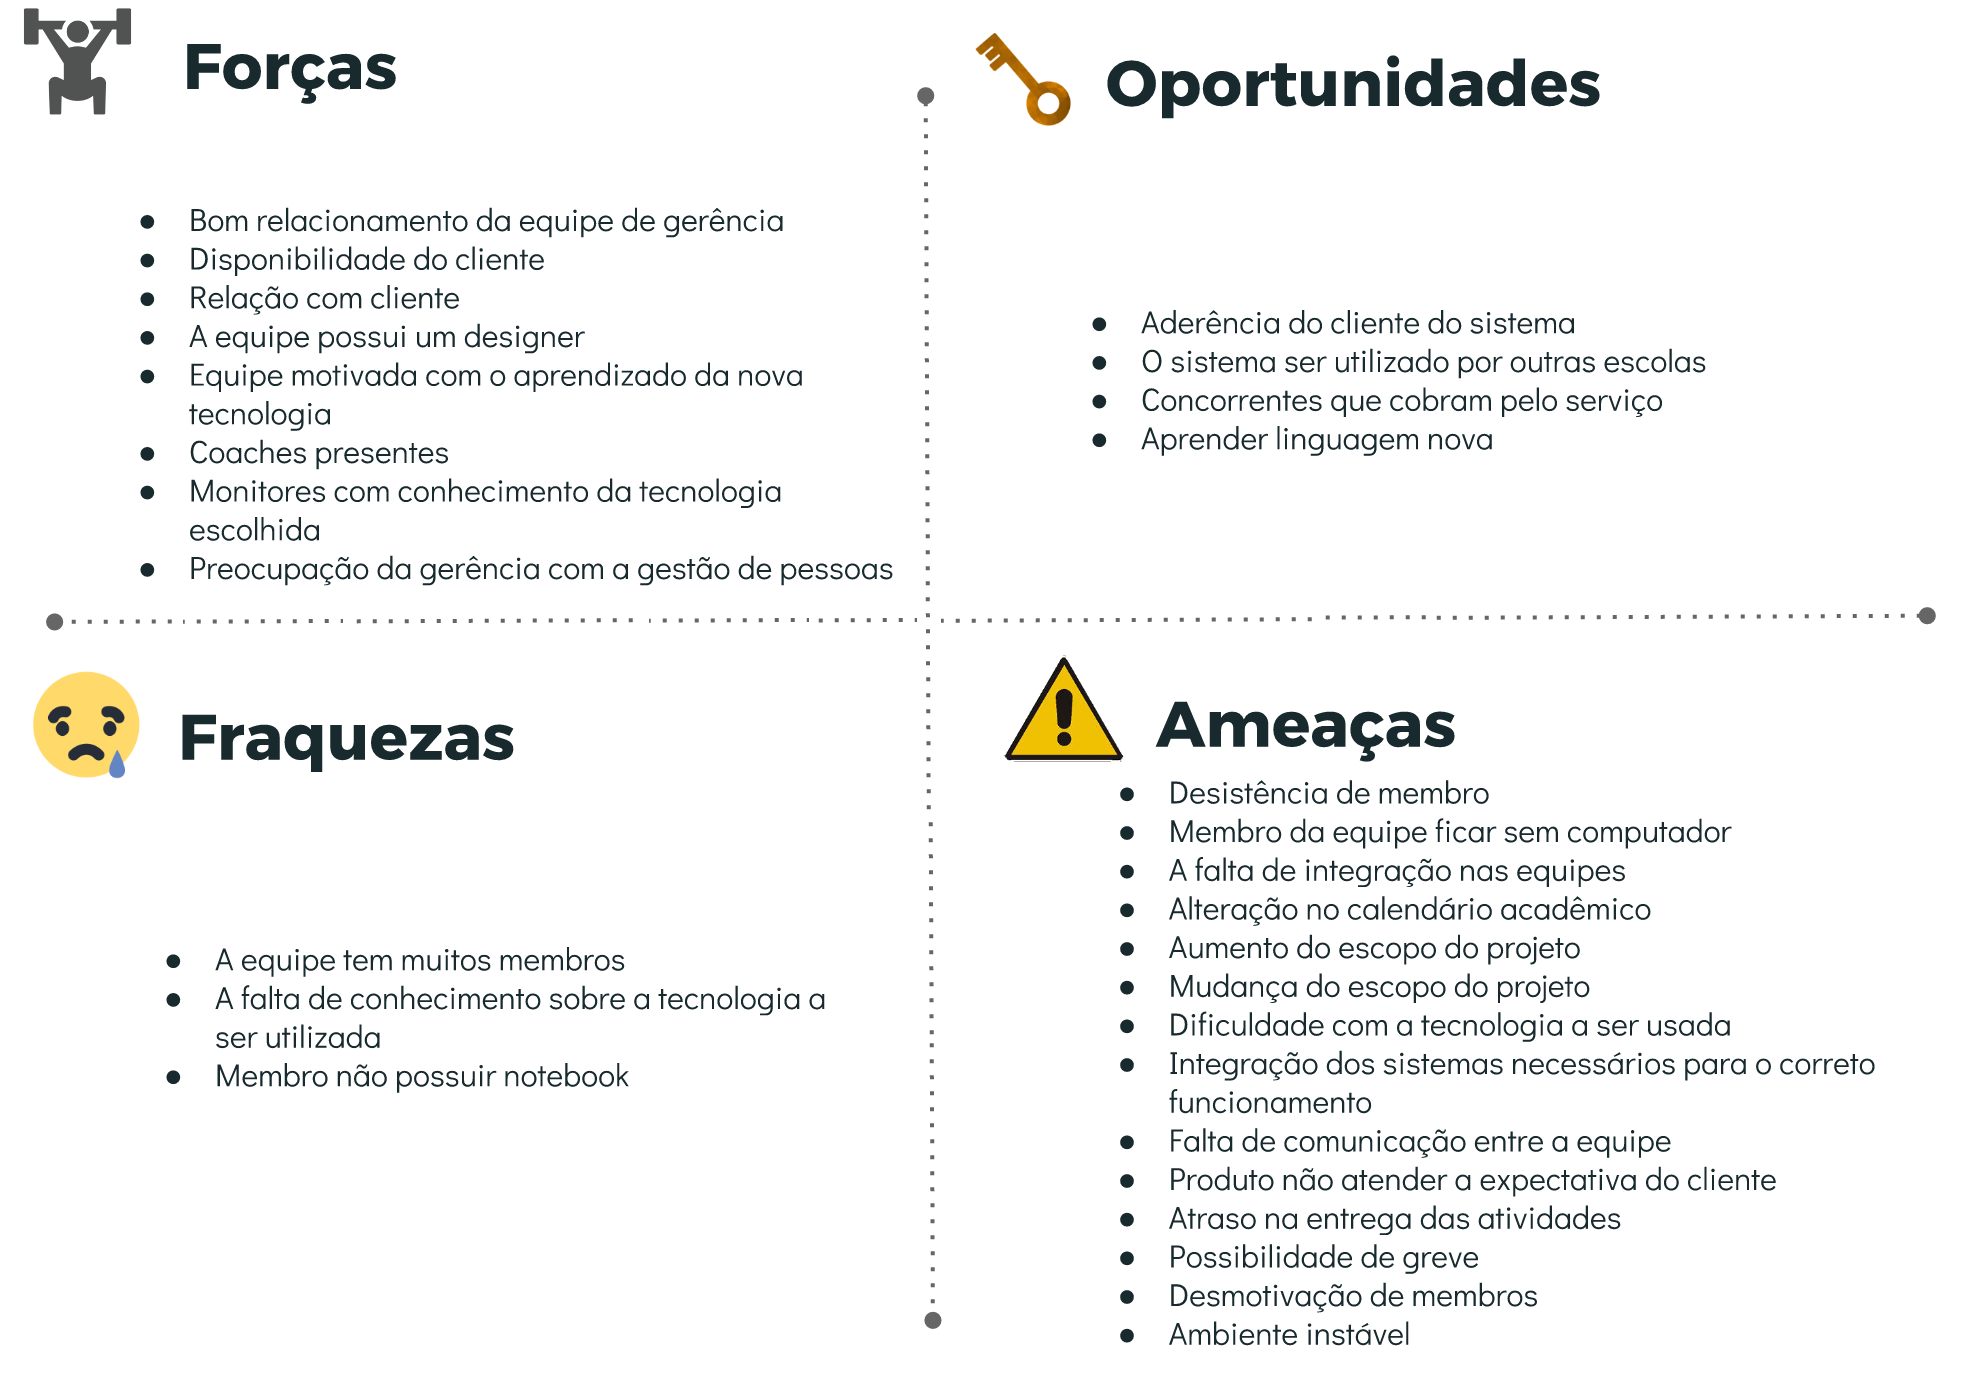 Forças
● Bom relacionamento da equipe de gerência
● Disponibilidade do cliente
● Relação com cliente
● A equipe possui um designer
● Equipe motivada com o aprendizado da nova
tecnologia
● Coaches presentes
● Monitores com conhecimento da tecnologia
escolhida
● Preocupação da gerência com a gestão de pessoas
Oportunidades
● Aderência do cliente do sistema
● O sistema ser utilizado por outras escolas
● Concorrentes que cobram pelo serviço
● Aprender linguagem nova
Fraquezas
● A equipe tem muitos membros
● A falta de conhecimento sobre a tecnologia a
ser utilizada
● Membro não possuir notebook
Ameaças
● Desistência de membro
● Membro da equipe ficar sem computador
● A falta de integração nas equipes
● Alteração no calendário acadêmico
● Aumento do escopo do projeto
● Mudança do escopo do projeto
● Dificuldade com a tecnologia a ser usada
● Integração dos sistemas necessários para o correto
funcionamento
● Falta de comunicação entre a equipe
● Produto não atender a expectativa do cliente
● Atraso na entrega das atividades
● Possibilidade de greve
● Desmotivação de membros
● Ambiente instável